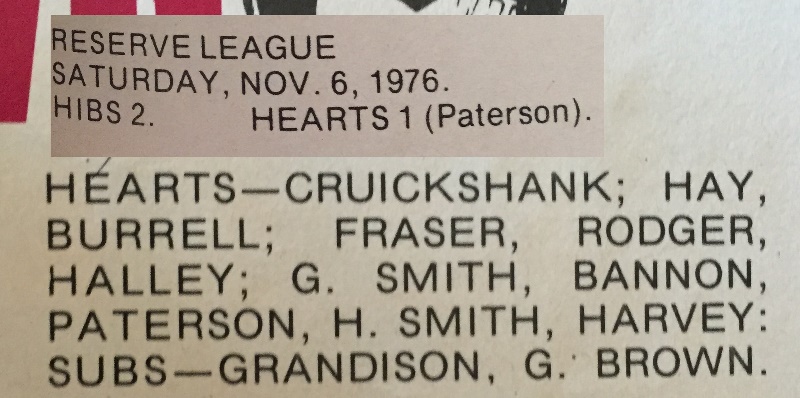 RESERVE LEAGUE
SATURDAY, NOV. 6, 1976.
HIBS 2. HEARTS 1 (Paterson).
HEARTS—CRUICKSHANK; HAY,
BURRELL; FRASER, RODGER,
HALLEY; G. SMITH, BANNON,
PATERSON, H. SMITH, HARVEY:
SUBS—GRANDISON, G. BROWN.